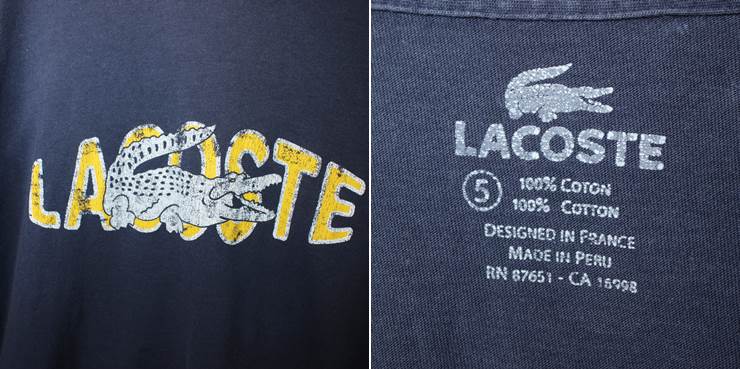 LACOSTE
LACOSTE
5
100% COTON
100% COTTON
DESIGNED IN FRANCE
MADE IN PERU
RN 87651 - CA 16998